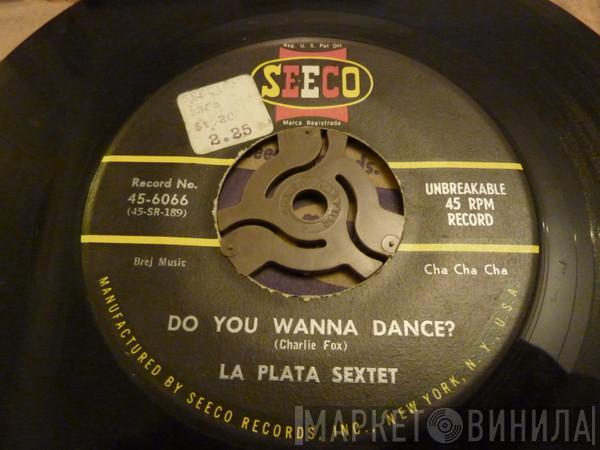 Reg. U. S. Pat Off
SEECO
Marca Registrada
2.25
Record No.
45-6066
(45-SR-189)
UNBREAKABLE
45 RPM
RECORD
Brej Music
Cha Cha Cha
DO YOU WANNA DANCE?
(Charlie Fox)
LA PLATA SEXTET
MANUFACTURED BY SEECO RECORDS, INC., NEW YORK, N. Y., U.S.A.
МАРКЕТ ВИНИЛА